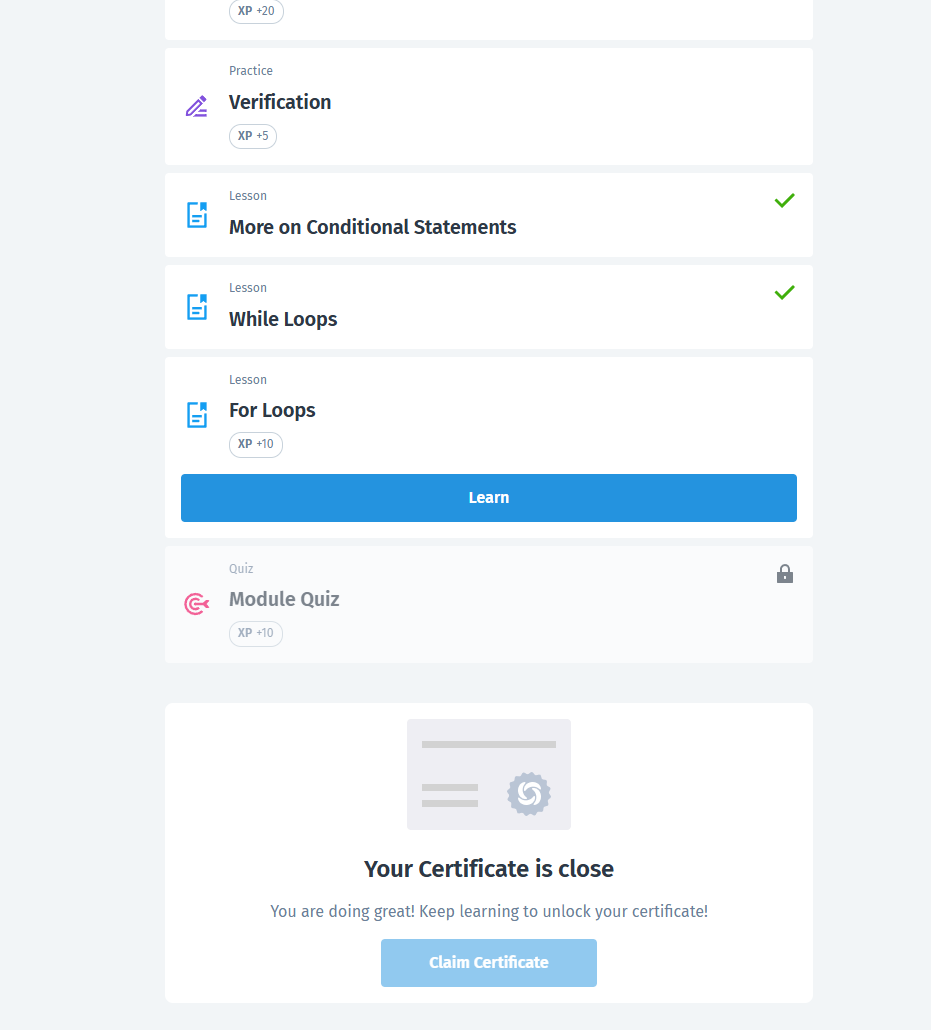 XP +20
Practice
Verification
XP +5
Lesson
More on Conditional Statements
Lesson
While Loops
Lesson
For Loops
XP +10
Learn
Quiz
Module Quiz
XP +10
Your Certificate is close
You are doing great! Keep learning to unlock your certificate!
Claim Certificate